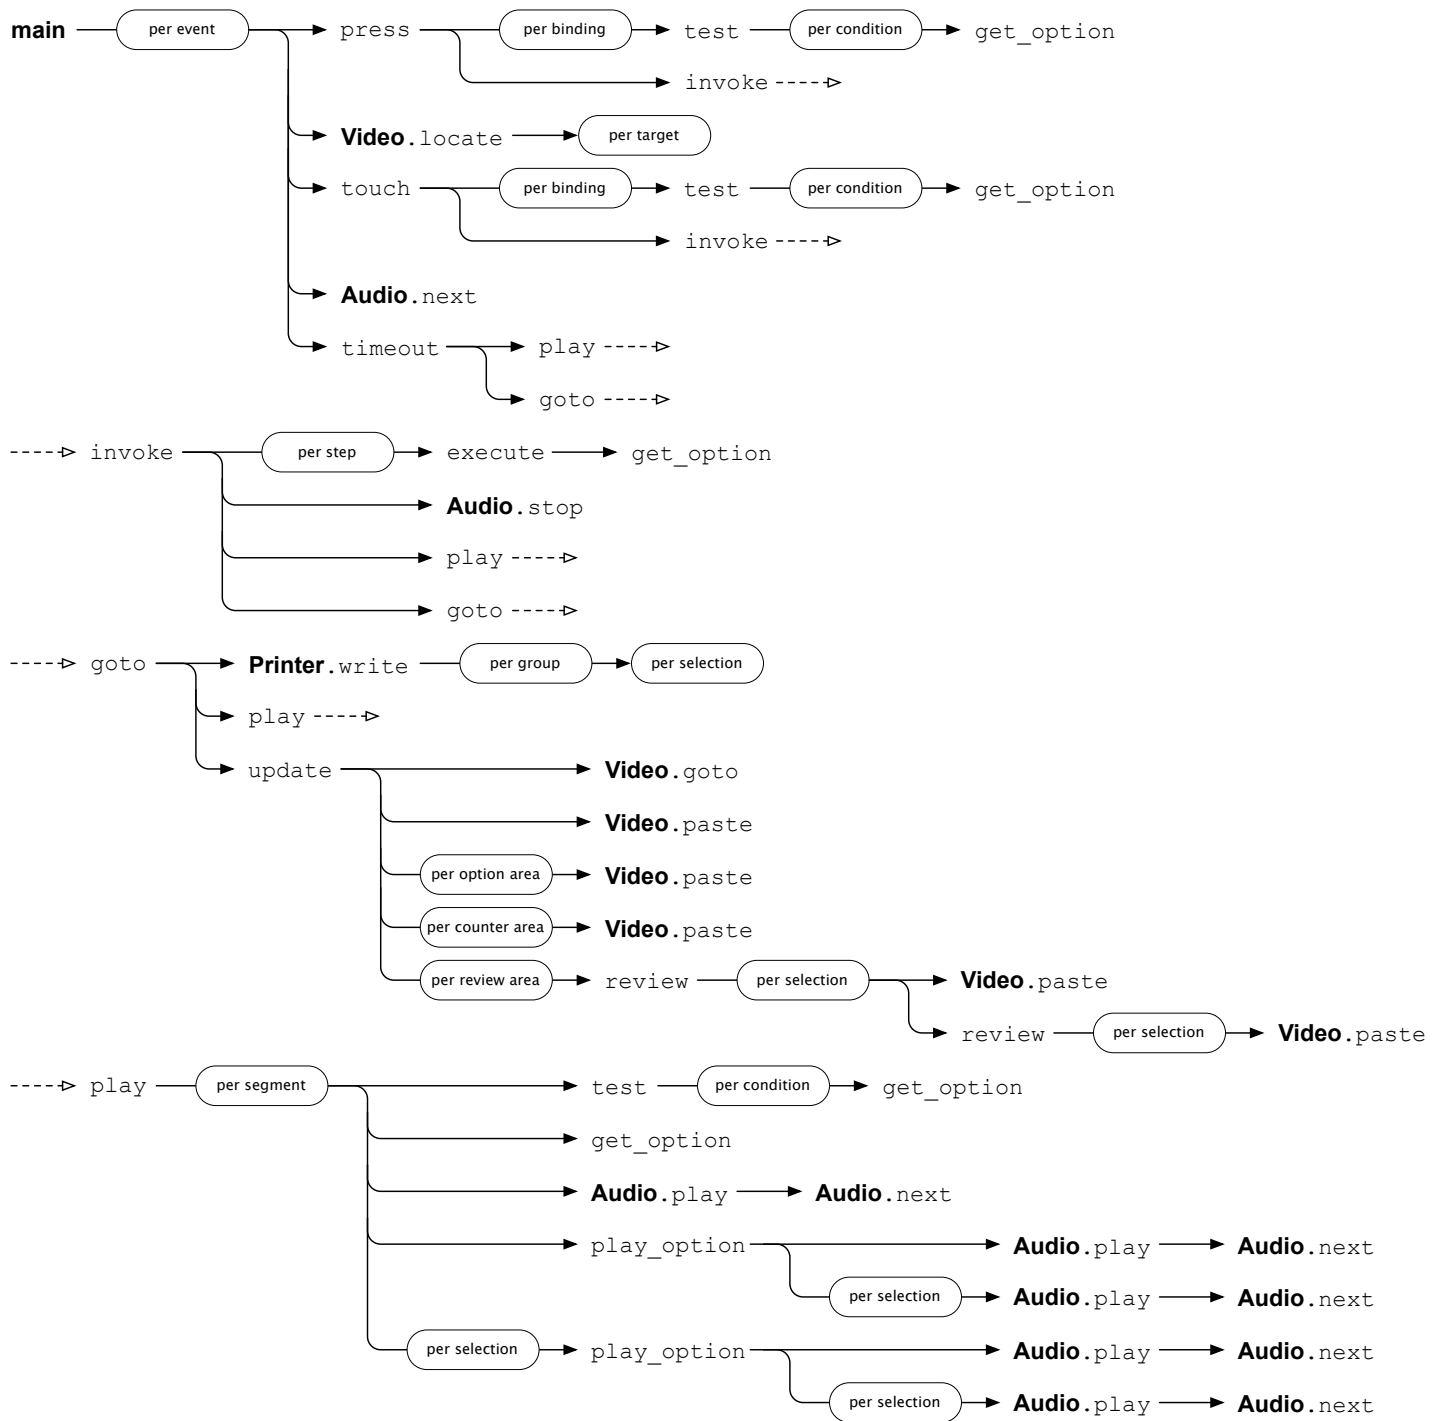 main per event press per binding test per condition get_option
invoke
Video.locate per target
touch per binding test per condition get_option
invoke
Audio.next
timeout play
goto
invoke per step execute get_option
Audio.stop
play
goto
goto Printer.write per group per selection
play
update Video.goto
Video.paste
per option area Video.paste
per counter area Video.paste
per review area review per selection Video.paste
review per selection Video.paste
play per segment test per condition get_option
get_option
Audio.play Audio.next
play_option Audio.play Audio.next
per selection Audio.play Audio.next
per selection play_option Audio.play Audio.next
per selection Audio.play Audio.next